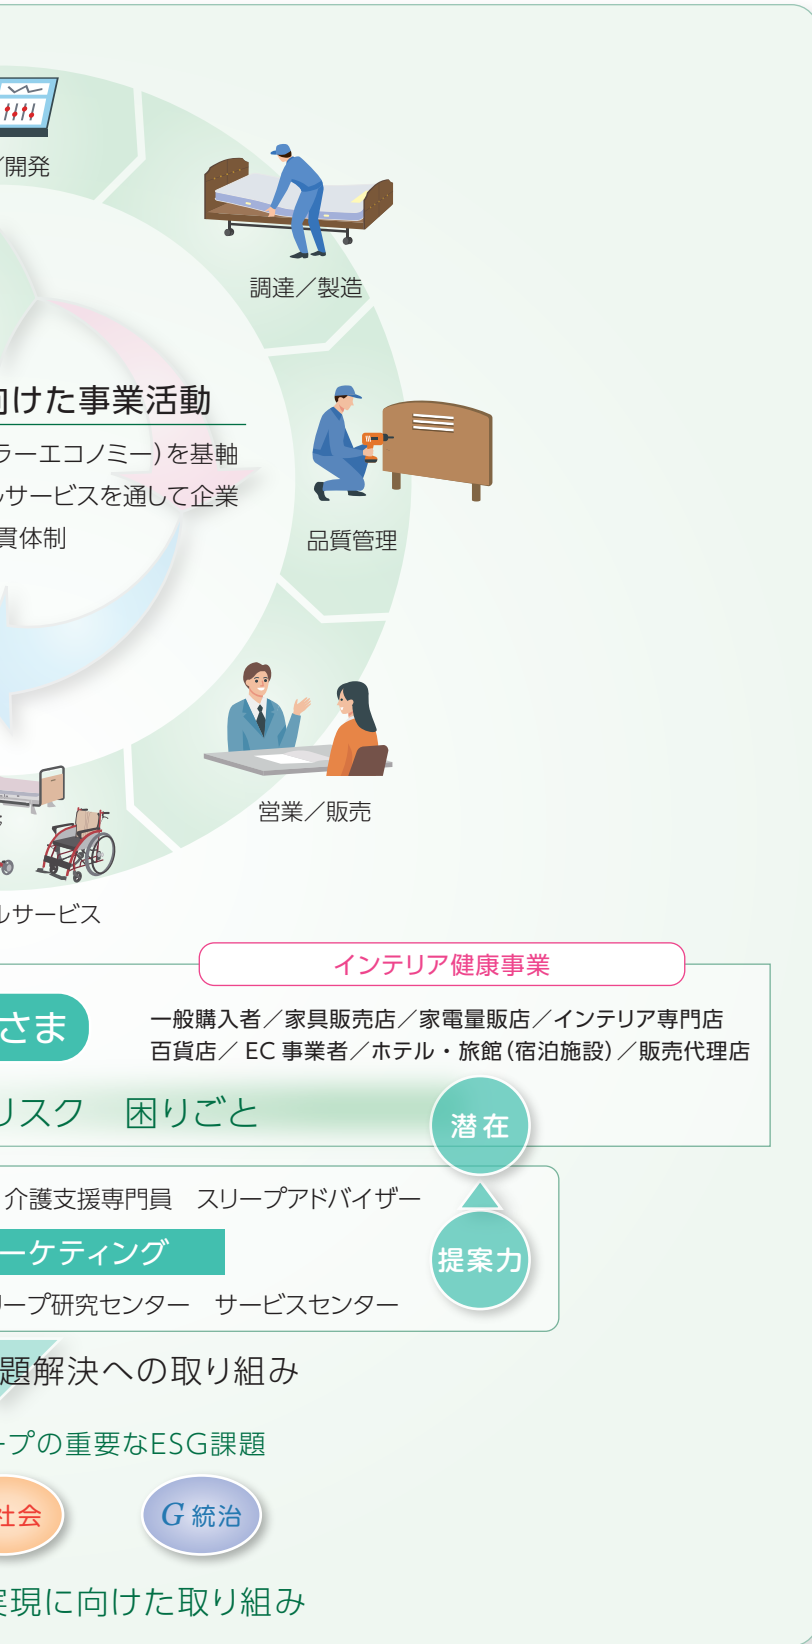 ／開発
調達／製造
向けた事業活動
ラーエコノミー）を基軸
ルサービスを通して企業
貫体制
品質管理
営業／販売
ルサービス
インテリア健康事業
さま
一般購入者／家具販売店／家電量販店／インテリア専門店
百貨店／ EC 事業者／ホテル・旅館（宿泊施設）／販売代理店
リスク　困りごと
潜在
介護支援専門員　スリープアドバイザー
ーケティング
提案力
リープ研究センター　サービスセンター
題解決への取り組み
ープの重要なESG課題
社会
G 統治
実現に向けた取り組み